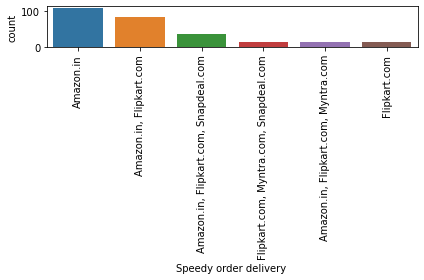 count
100
0
Amazon.in
Amazon.in, Flipkart.com
Amazon.in, Flipkart.com, Snapdeal.com
Flipkart.com, Myntra.com, Snapdeal.com
Amazon.in, Flipkart.com, Myntra.com
Flipkart.com
Speedy order delivery